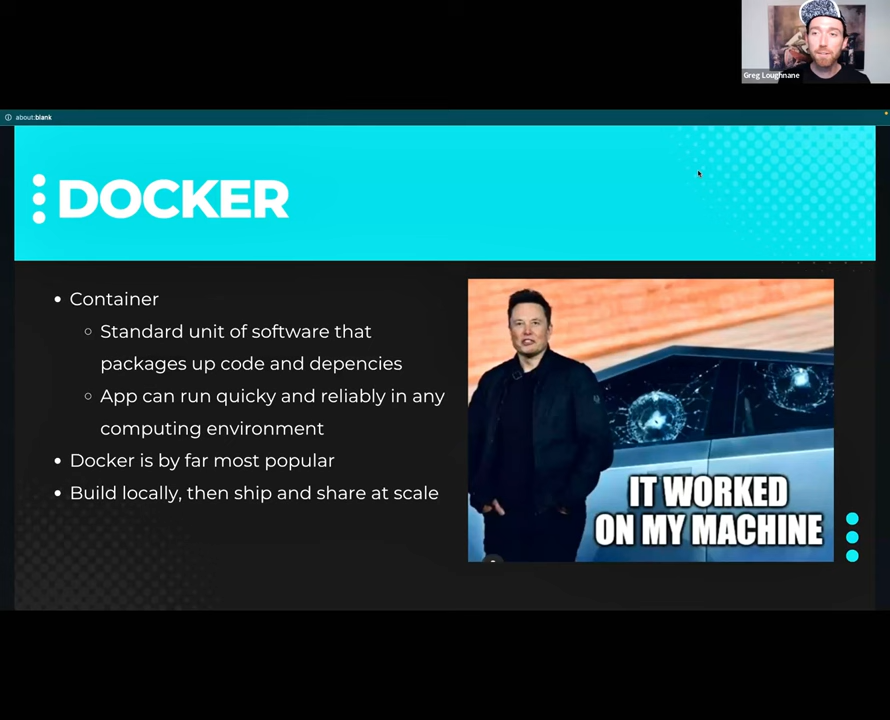 Greg Loughnane
about:blank
DOCKER
Container
Standard unit of software that
packages up code and depencies
App can run quicky and reliably in any
computing environment
Docker is by far most popular
Build locally, then ship and share at scale
IT WORKED
ON MY MACHINE